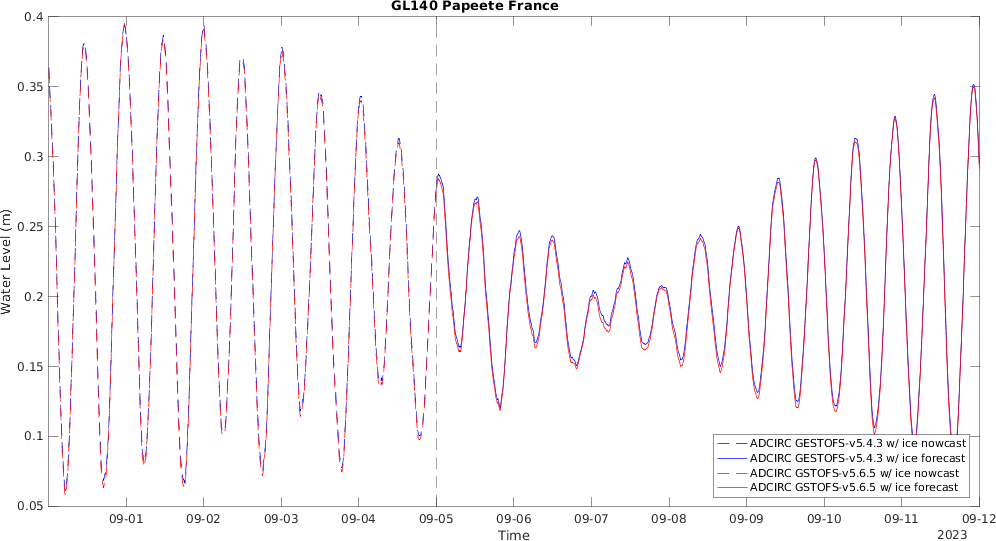 GL140 Papeete France
0.4
0.35
0.3
0.25
0.2
0.15
0.1
0.05
Water Level (m)
ADCIRC GESTOFS-v5.4.3 w/ ice nowcast
ADCIRC GESTOFS-v5.4.3 w/ ice forecast
ADCIRC GSTOFS-v5.6.5 w/ ice nowcast
ADCIRC GSTOFS-v5.6.5 w/ ice forecast
09-01 09-02 09-03 09-04 09-05 09-06 09-07 09-08 09-09 09-10 09-11 09-12
Time
2023